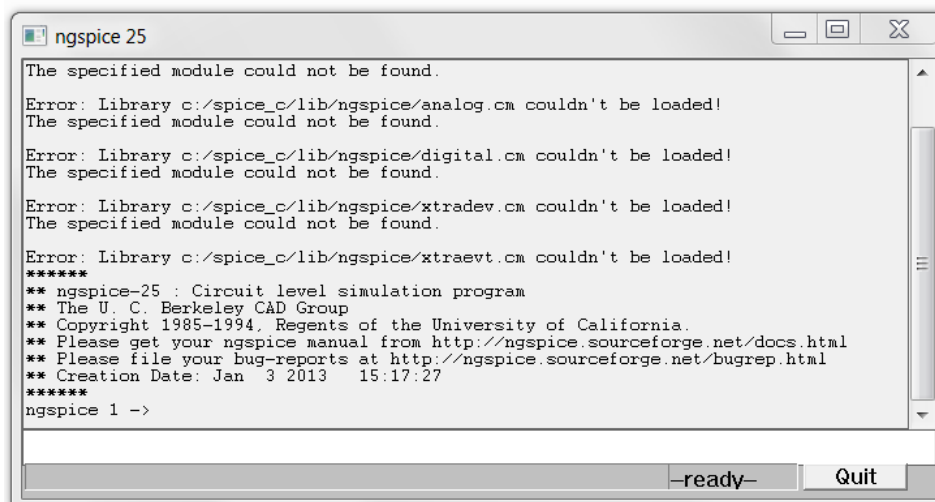 ngspice 25
The specified module could not be found.
Error: Library c:/spice_c/lib/ngspice/analog.cm couldn't be loaded!
The specified module could not be found.
Error: Library c:/spice_c/lib/ngspice/digital.cm couldn't be loaded!
The specified module could not be found.
Error: Library c:/spice_c/lib/ngspice/xtradev.cm couldn't be loaded!
The specified module could not be found.
Error: Library c:/spice_c/lib/ngspice/xtraevt.cm couldn't be loaded!
******
** ngspice-25 : Circuit level simulation program
** The U. C. Berkeley CAD Group
** Copyright 1985-1994, Regents of the University of California.
** Please get your ngspice manual from http://ngspice.sourceforge.net/docs.html
** Please file your bug-reports at http://ngspice.sourceforge.net/bugrep.html
** Creation Date: Jan  3 2013   15:17:27
******
ngspice 1 ->
--ready-- Quit